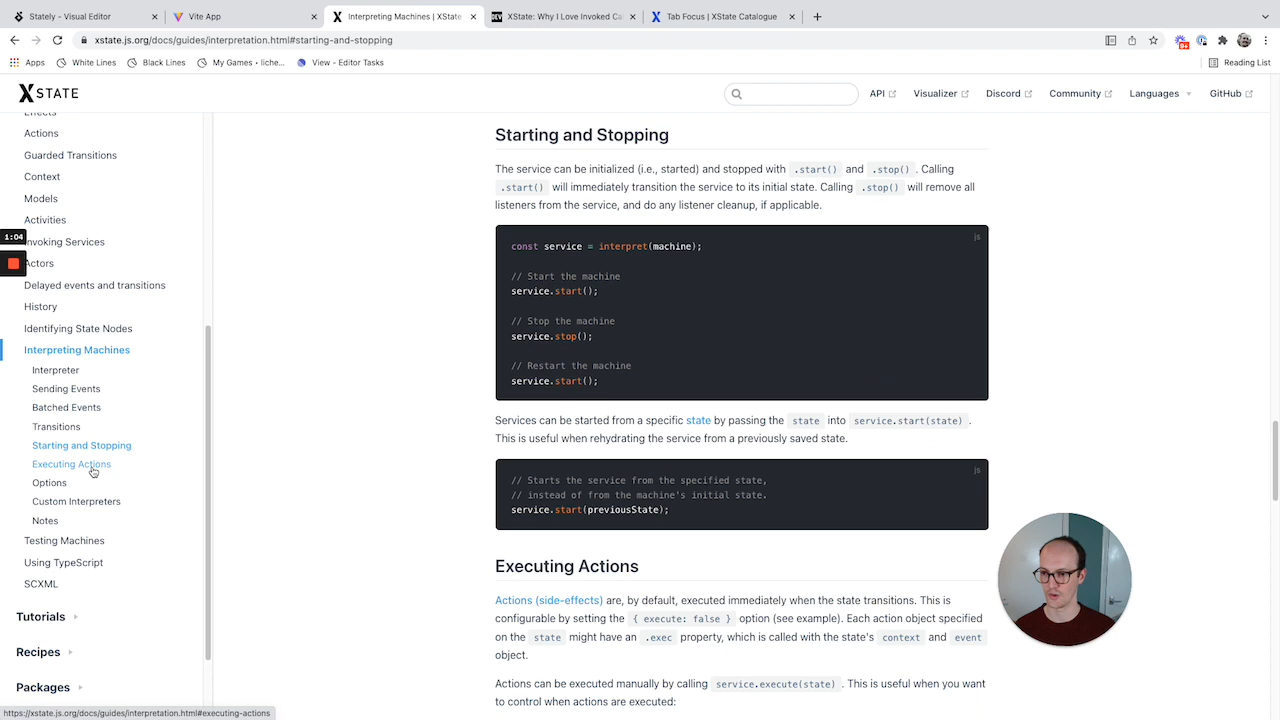 Stately - Visual Editor
Vite App
Interpreting Machines | XState
XState: Why I Love Invoked Ca
Tab Focus | XState Catalogue
xstate.js.org/docs/guides/interpretation.html#starting-and-stopping
Apps
White Lines
Black Lines
My Games · liche...
View - Editor Tasks
Reading List
XSTATE
API
Visualizer
Discord
Community
Languages
GitHub
Effects
Actions
Guarded Transitions
Context
Models
Activities
Invoking Services
Actors
Delayed events and transitions
History
Identifying State Nodes
Interpreting Machines
Interpreter
Sending Events
Batched Events
Transitions
Starting and Stopping
Executing Actions
Options
Custom Interpreters
Notes
Testing Machines
Using TypeScript
SCXML
Tutorials
Recipes
Packages
1:04
Starting and Stopping
The service can be initialized (i.e., started) and stopped with .start() and .stop(). Calling
.start() will immediately transition the service to its initial state. Calling .stop() will remove all
listeners from the service, and do any listener cleanup, if applicable.
js
const service = interpret(machine);
// Start the machine
service.start();
// Stop the machine
service.stop();
// Restart the machine
service.start();
Services can be started from a specific state by passing the state into service.start(state).
This is useful when rehydrating the service from a previously saved state.
js
// Starts the service from the specified state,
// instead of from the machine's initial state.
service.start(previousState);
Executing Actions
Actions (side-effects) are, by default, executed immediately when the state transitions. This is
configurable by setting the { execute: false } option (see example). Each action object specified
on the state might have an .exec property, which is called with the state's context and event
object.
Actions can be executed manually by calling service.execute(state). This is useful when you want
to control when actions are executed:
https://xstate.js.org/docs/guides/interpretation.html#executing-actions